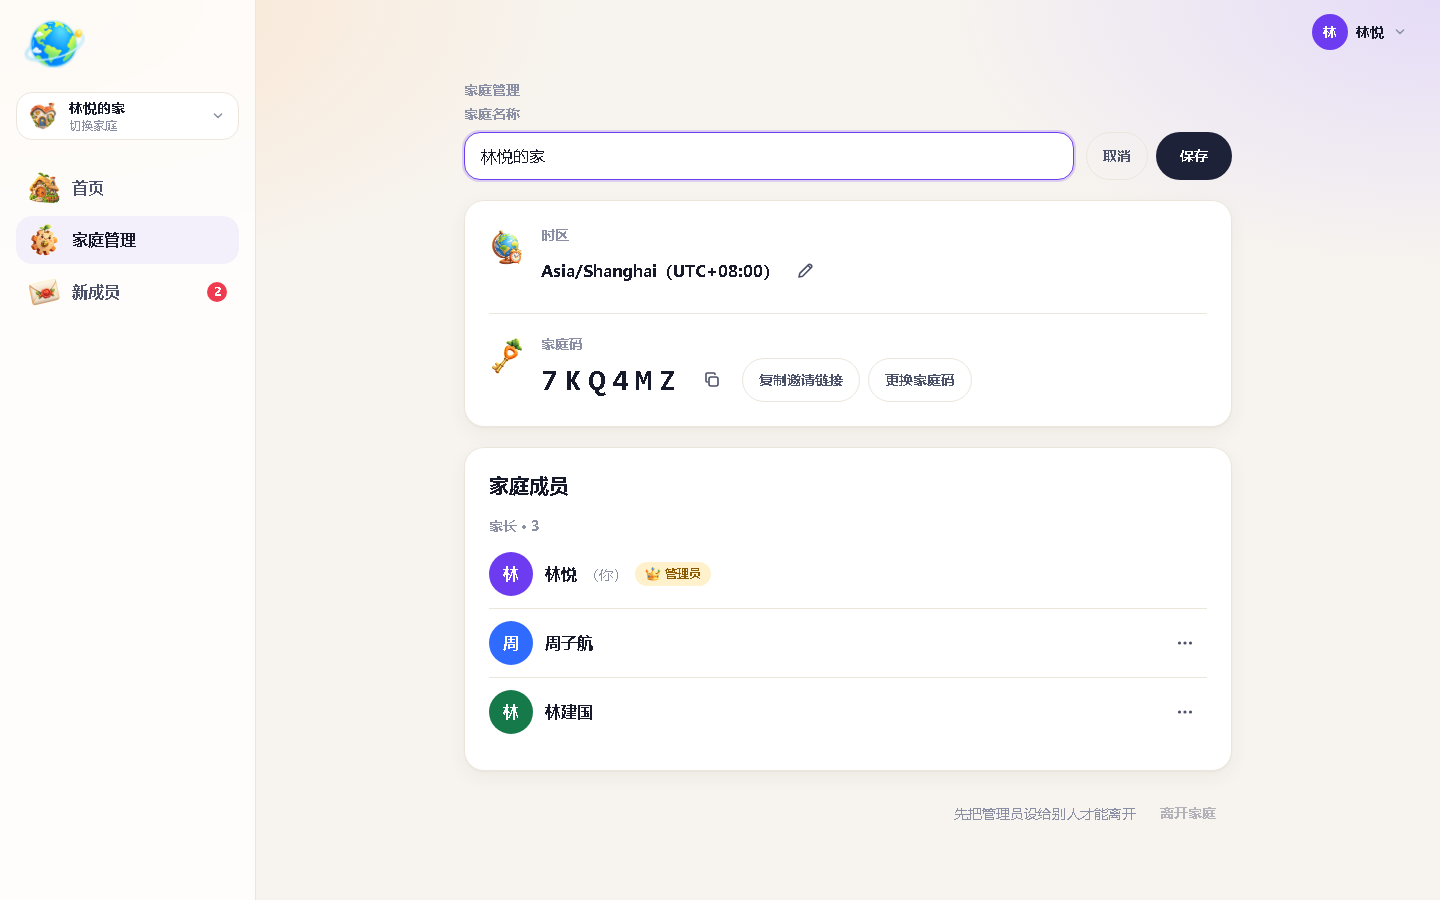 林悦的家
切换家庭
首页
家庭管理
新成员 2
林 林悦
家庭管理
家庭名称
林悦的家
取消
保存
时区
Asia/Shanghai（UTC+08:00）
家庭码
7KQ4MZ
复制邀请链接
更换家庭码
家庭成员
家长 • 3
林 林悦 （你） 管理员
周 周子航
林 林建国
先把管理员设给别人才能离开 离开家庭